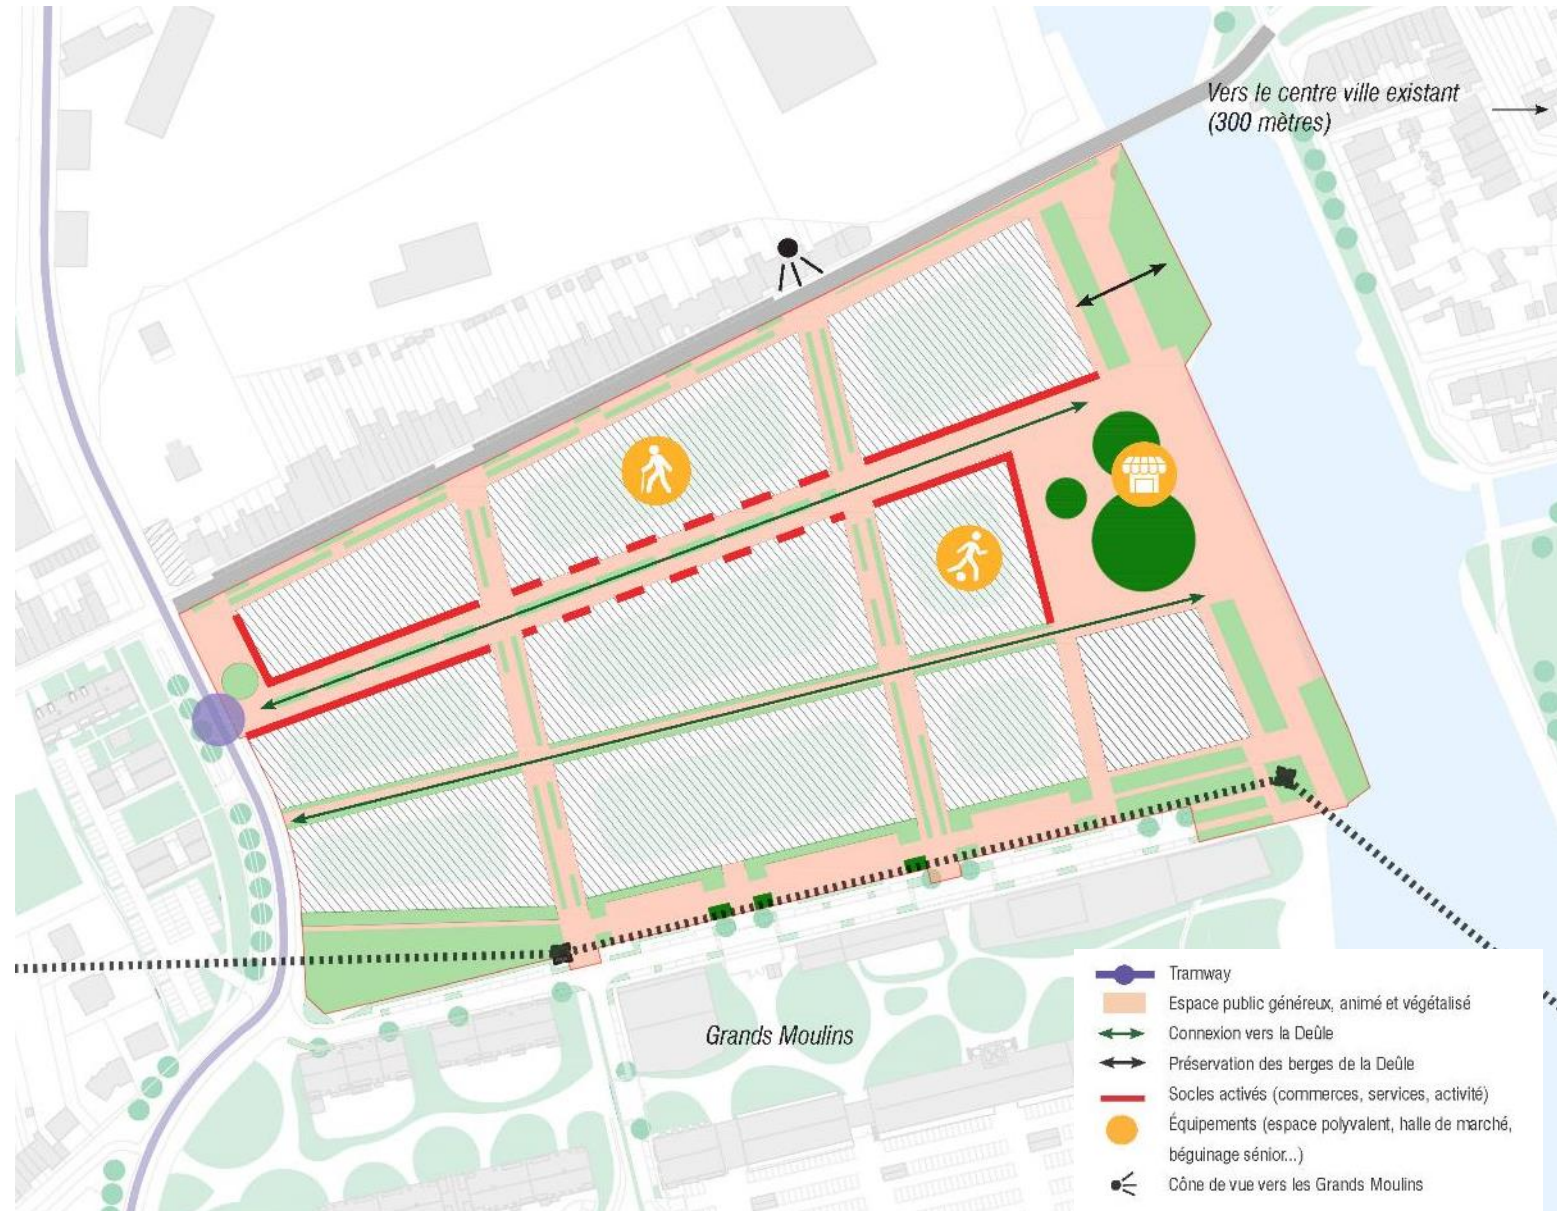 Vers le centre ville existant
(300 mètres)
Grands Moulins
Tramway
Espace public généreux, animé et végétalisé
Connexion vers la Deûle
Préservation des berges de la Deûle
Socles activés (commerces, services, activité)
Équipements (espace polyvalent, halle de marché,
béguinage sénior...)
Cône de vue vers les Grands Moulins